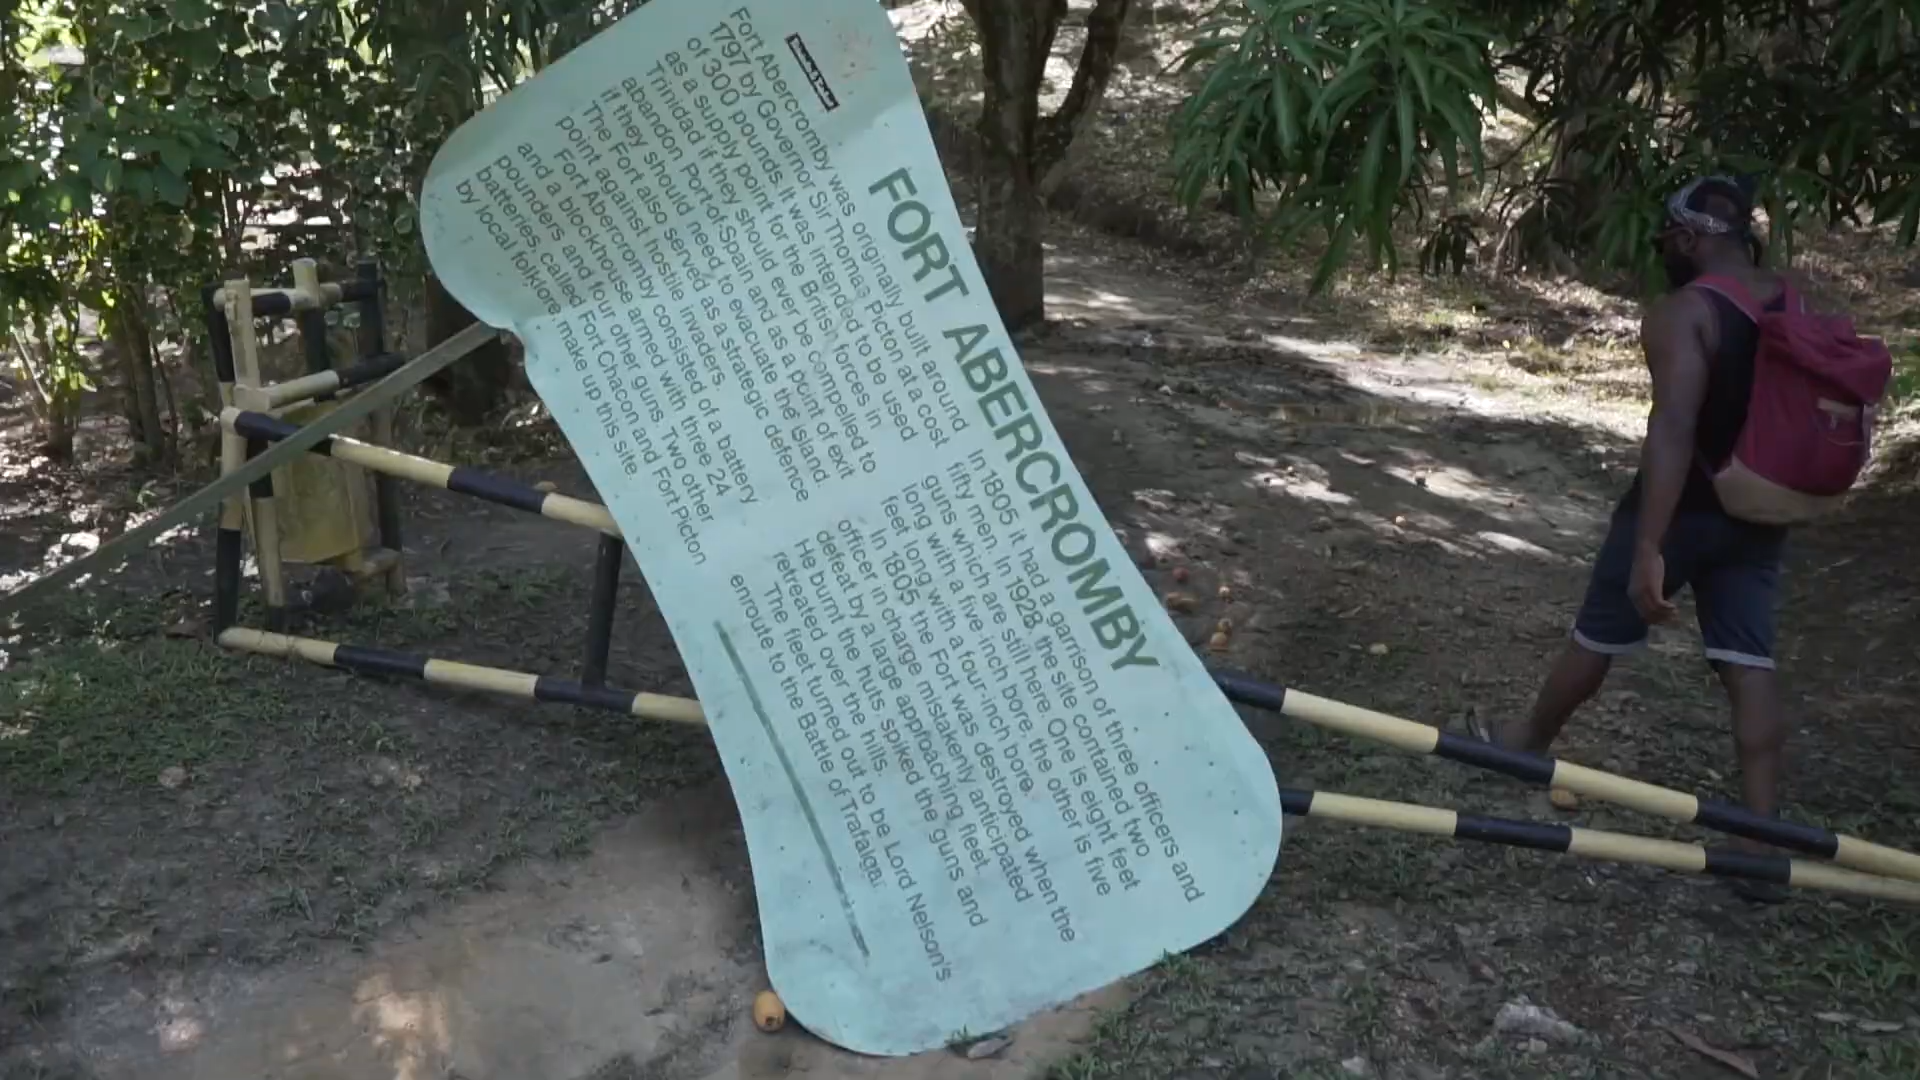 FORT ABERCROMBY
Fort Abercromby was originally built around
1797 by Governor Sir Thomas Picton at a cost
of 300 pounds. It was intended to be used
as a supply point for the British forces in
Trinidad if they should ever be compelled to
abandon Port-of-Spain and as a point of exit
if they should need to evacuate the island.
The Fort also served as a strategic defence
point against hostile invaders.
Fort Abercromby consisted of a battery
and a blockhouse armed with three 24
pounders and four other guns. Two other
batteries, called Fort Chacon and Fort Picton
by local folklore, make up this site.
In 1805 it had a garrison of three officers and
fifty men. In 1928, the site contained two
guns which are still here. One is eight feet
long with a five-inch bore, the other is five
feet long with a four-inch bore.
In 1805, the Fort was destroyed when the
officer in charge mistakenly anticipated
defeat by a large approaching fleet.
He burnt the huts, spiked the guns and
retreated over the hills.
The fleet turned out to be Lord Nelson's
enroute to the Battle of Trafalgar.